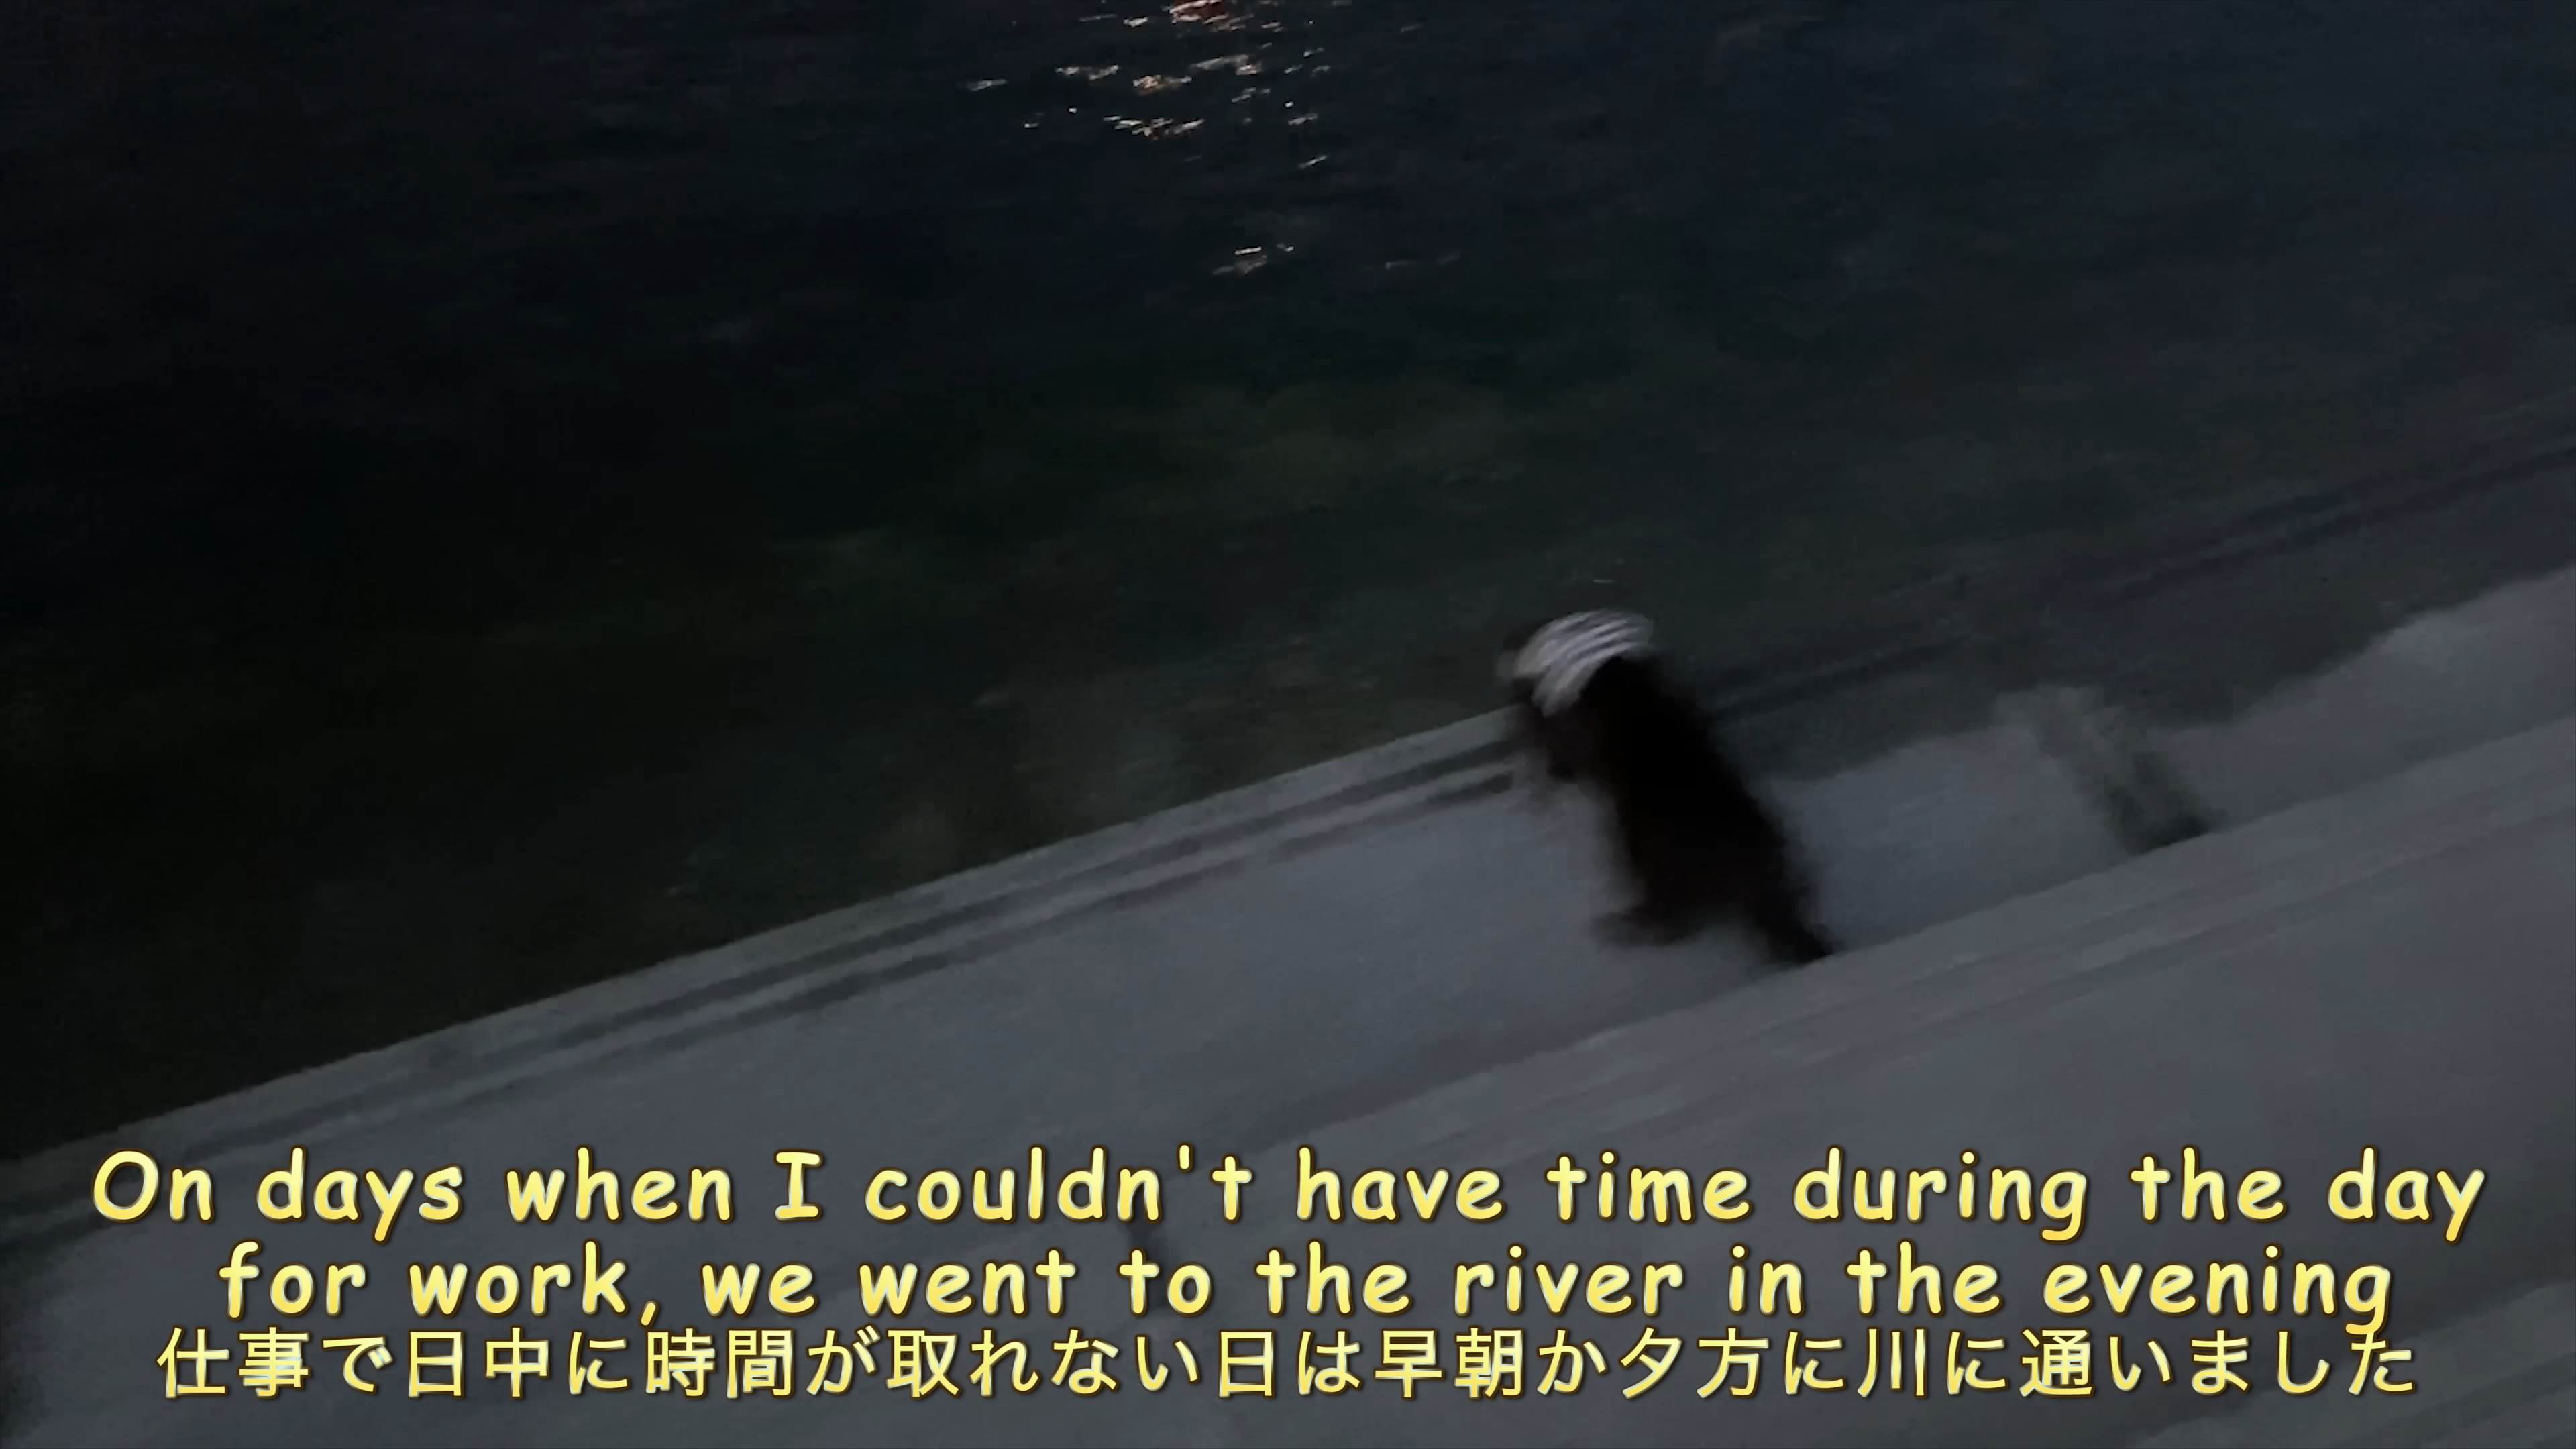 On days when I couldn't have time during the day
for work, we went to the river in the evening
仕事で日中に時間が取れない日は早朝か夕方に川に通いました